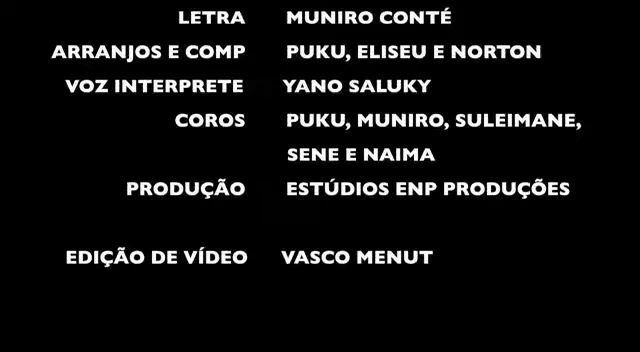 LETRA MUNIRO CONTÉ
ARRANJOS E COMP PUKU, ELISEU E NORTON
VOZ INTERPRETE YANO SALUKY
COROS PUKU, MUNIRO, SULEIMANE,
SENE E NAIMA
PRODUÇÃO ESTÚDIOS ENP PRODUÇÕES
EDIÇÃO DE VÍDEO VASCO MENUT